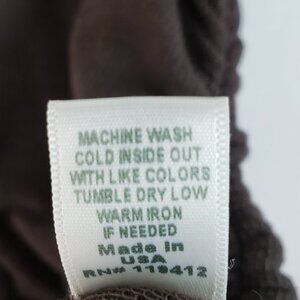 MACHINE WASH
COLD INSIDE OUT
WITH LIKE COLORS
TUMBLE DRY LOW
WARM IRON
IF NEEDED
Made In
USA
RN# 119412